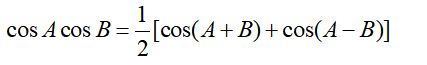 cos A cos B = 1/2 [cos(A + B) + cos(A − B)]